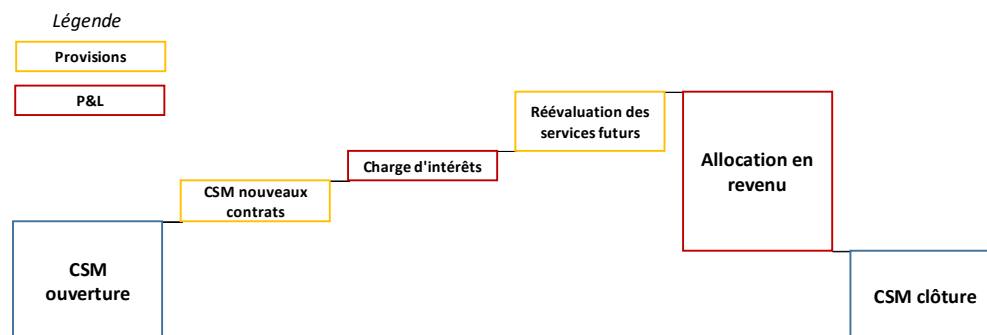 Légende
Provisions
P&L
Réévaluation des
services futurs
Charge d'intérêts
Allocation en
revenu
CSM nouveaux
contrats
CSM
ouverture
CSM clôture